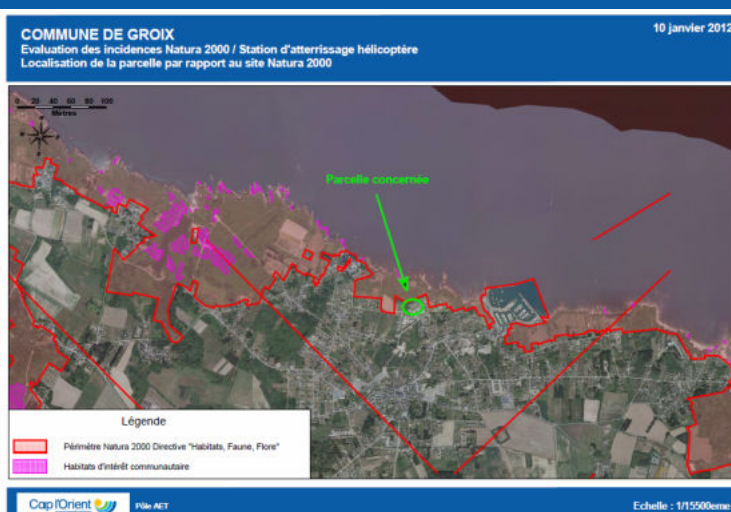 COMMUNE DE GROIX
10 janvier 2012
Evaluation des incidences Natura 2000 / Station d'atterrissage hélicoptère
Localisation de la parcelle par rapport au site Natura 2000
0 20 40 60 80 100
Mètres
Parcelle concernée
Légende
Périmètre Natura 2000 Directive "Habitats, Faune, Flore"
Habitats d'intérêt communautaire
Cap l'Orient
Pôle AET
Echelle : 1/15500eme